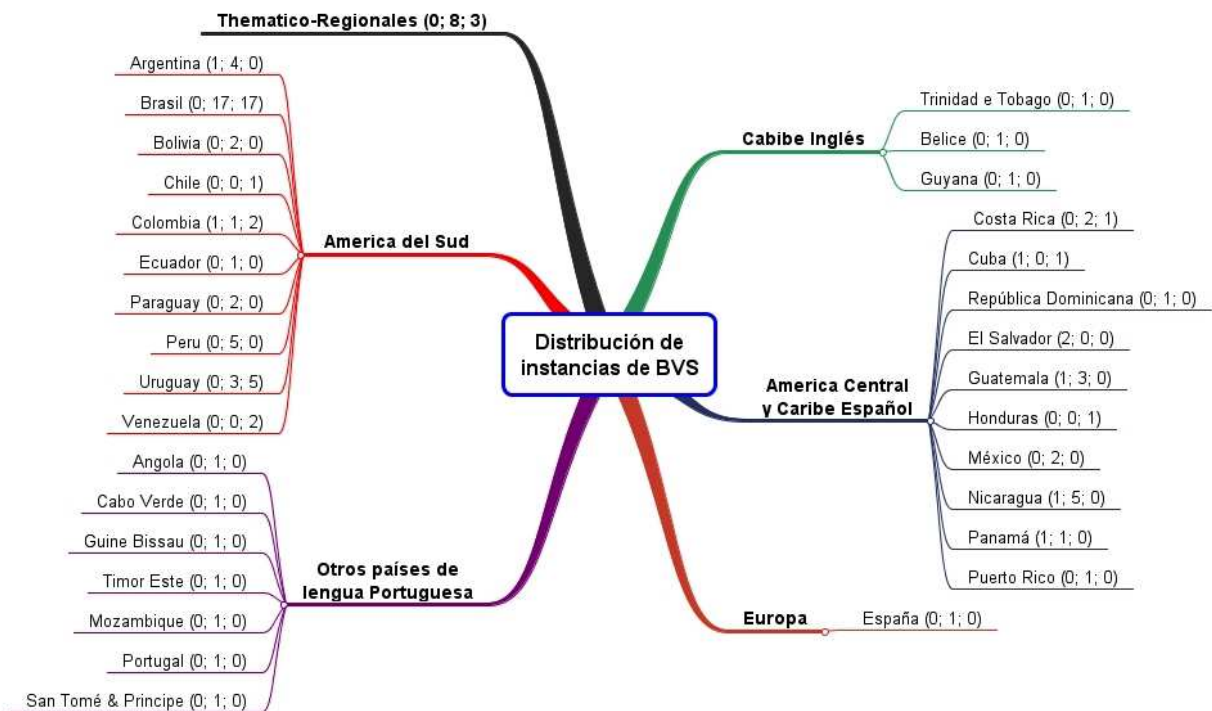 Thematico-Regionales (0; 8; 3)
Argentina (1; 4; 0)
Brasil (0; 17; 17)
Bolivia (0; 2; 0)
Chile (0; 0; 1)
Colombia (1; 1; 2)
Ecuador (0; 1; 0)
Paraguay (0; 2; 0)
Peru (0; 5; 0)
Uruguay (0; 3; 5)
Venezuela (0; 0; 2)
America del Sud
Angola (0; 1; 0)
Cabo Verde (0; 1; 0)
Guine Bissau (0; 1; 0)
Timor Este (0; 1; 0)
Mozambique (0; 1; 0)
Portugal (0; 1; 0)
San Tomé & Principe (0; 1; 0)
Otros países de
lengua Portuguesa
Distribución de
instancias de BVS
Cabibe Inglés
Trinidad e Tobago (0; 1; 0)
Belice (0; 1; 0)
Guyana (0; 1; 0)
America Central
y Caribe Español
Costa Rica (0; 2; 1)
Cuba (1; 0; 1)
República Dominicana (0; 1; 0)
El Salvador (2; 0; 0)
Guatemala (1; 3; 0)
Honduras (0; 0; 1)
México (0; 2; 0)
Nicaragua (1; 5; 0)
Panamá (1; 1; 0)
Puerto Rico (0; 1; 0)
Europa
España (0; 1; 0)